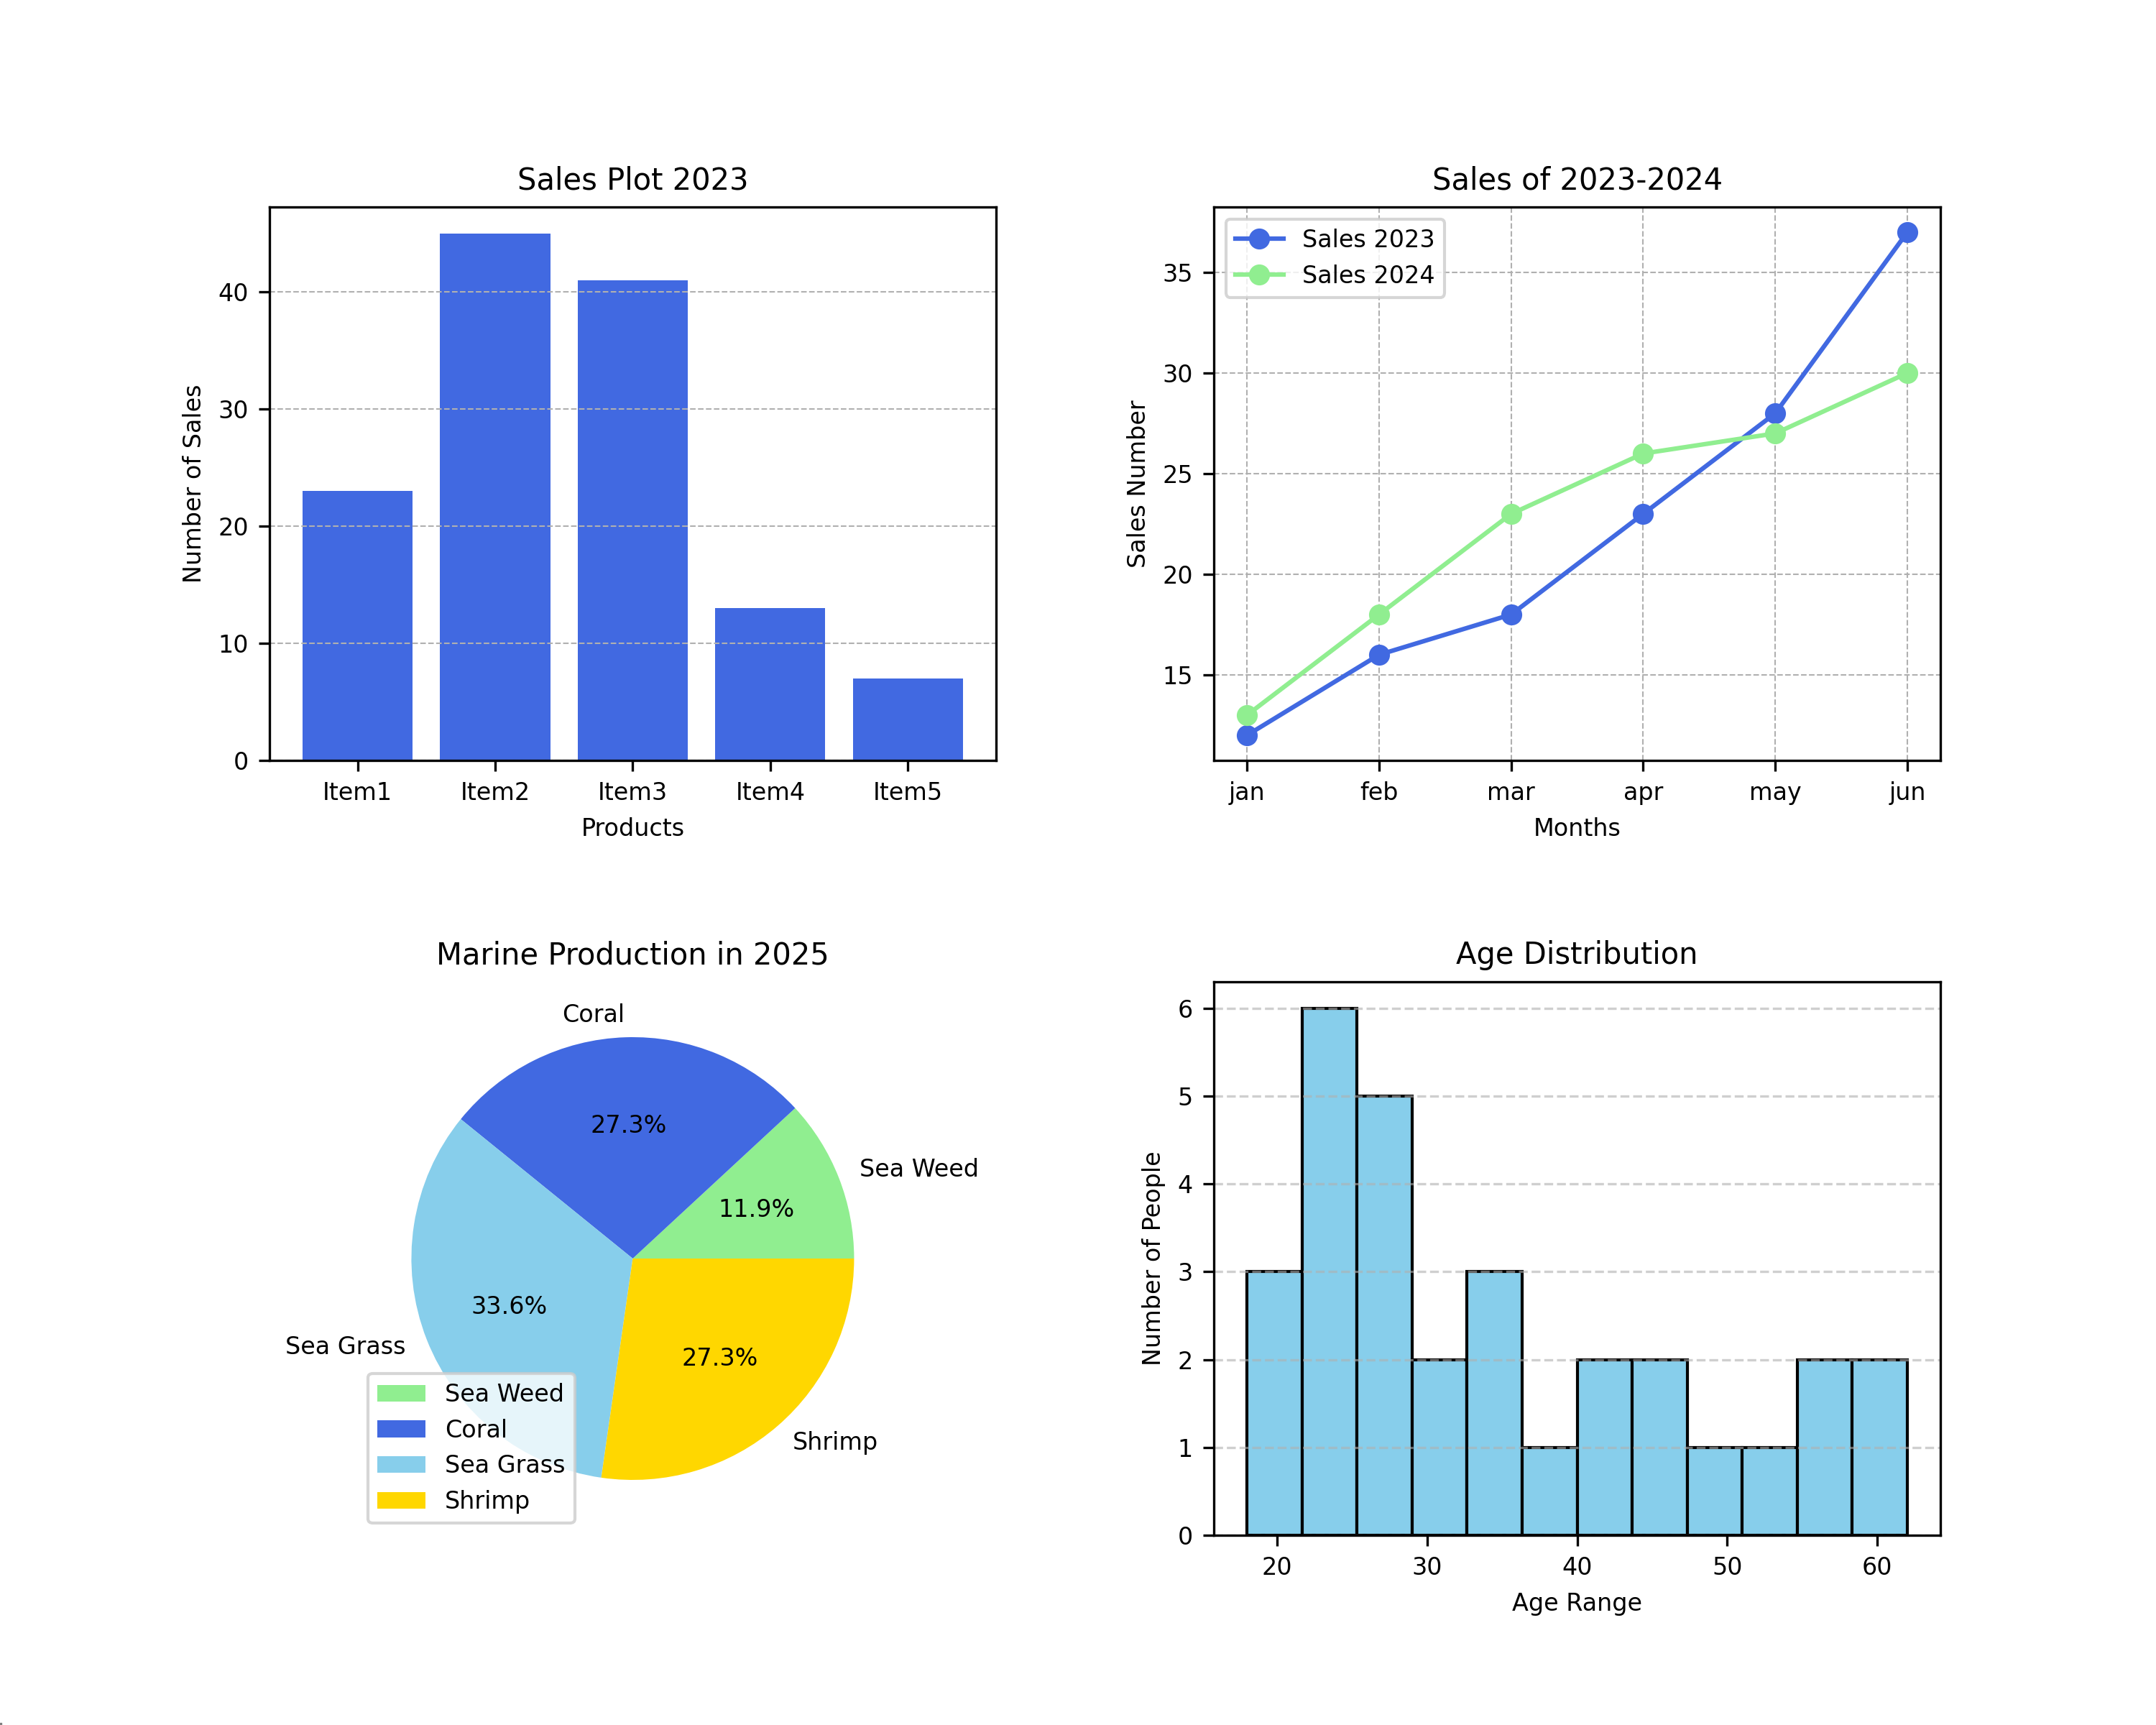 Sales Plot 2023
Number of Sales
40
30
20
10
0
Item1 Item2 Item3 Item4 Item5
Products
Sales of 2023-2024
Sales 2023
Sales 2024
Sales Number
35
30
25
20
15
jan feb mar apr may jun
Months
Marine Production in 2025
Coral
27.3%
Sea Weed
11.9%
33.6%
Sea Grass
27.3%
Shrimp
Sea Weed
Coral
Sea Grass
Shrimp
Age Distribution
Number of People
6
5
4
3
2
1
0
20 30 40 50 60
Age Range